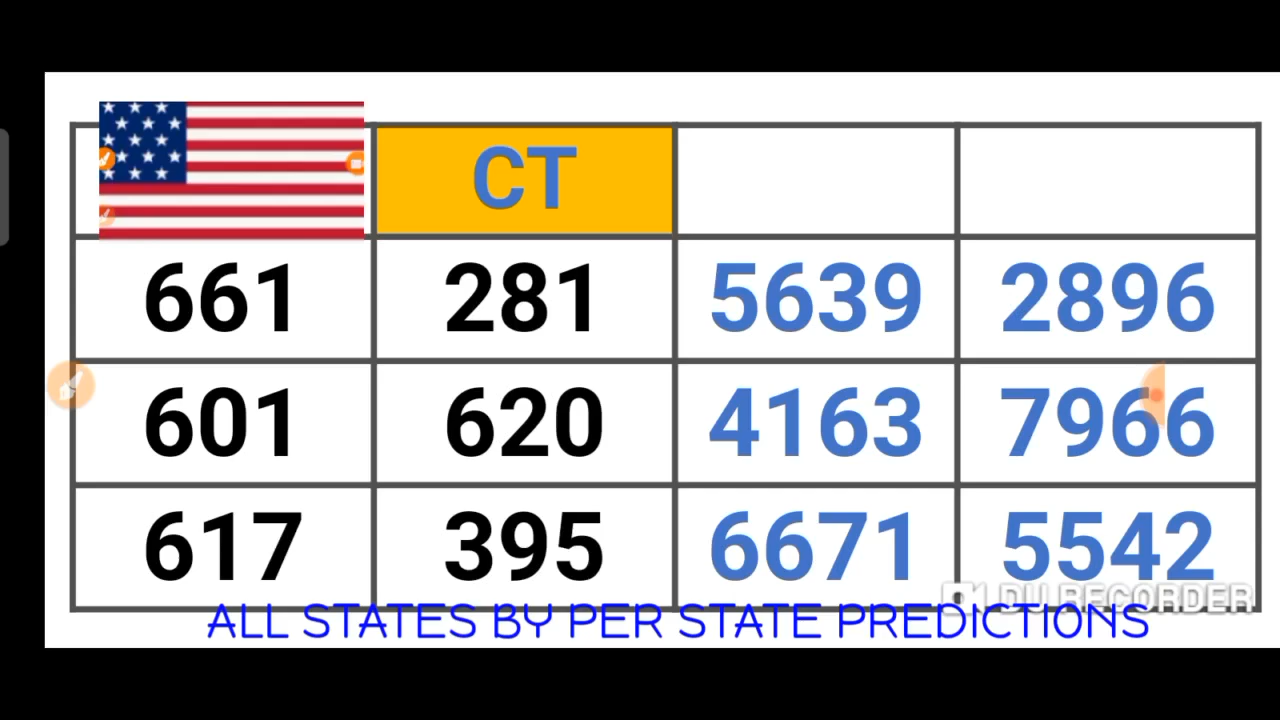 CT
661 281 5639 2896
601 620 4163 7966
617 395 6671 5542
DU RECORDER
ALL STATES BY PER STATE PREDICTIONS